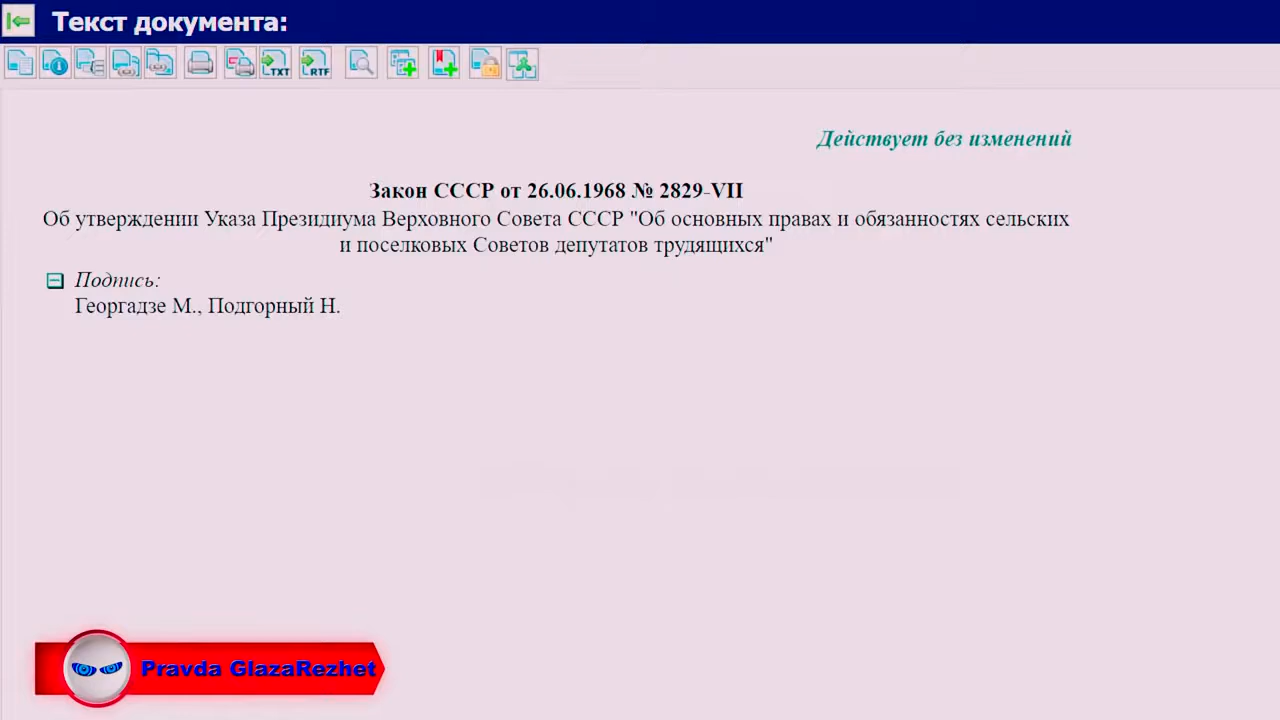 Текст документа:
TXT
RTF
Действует без изменений
Закон СССР от 26.06.1968 № 2829-VII
Об утверждении Указа Президиума Верховного Совета СССР "Об основных правах и обязанностях сельских
и поселковых Советов депутатов трудящихся"
Подпись:
Георгадзе М., Подгорный Н.
Pravda GlazaRezhet